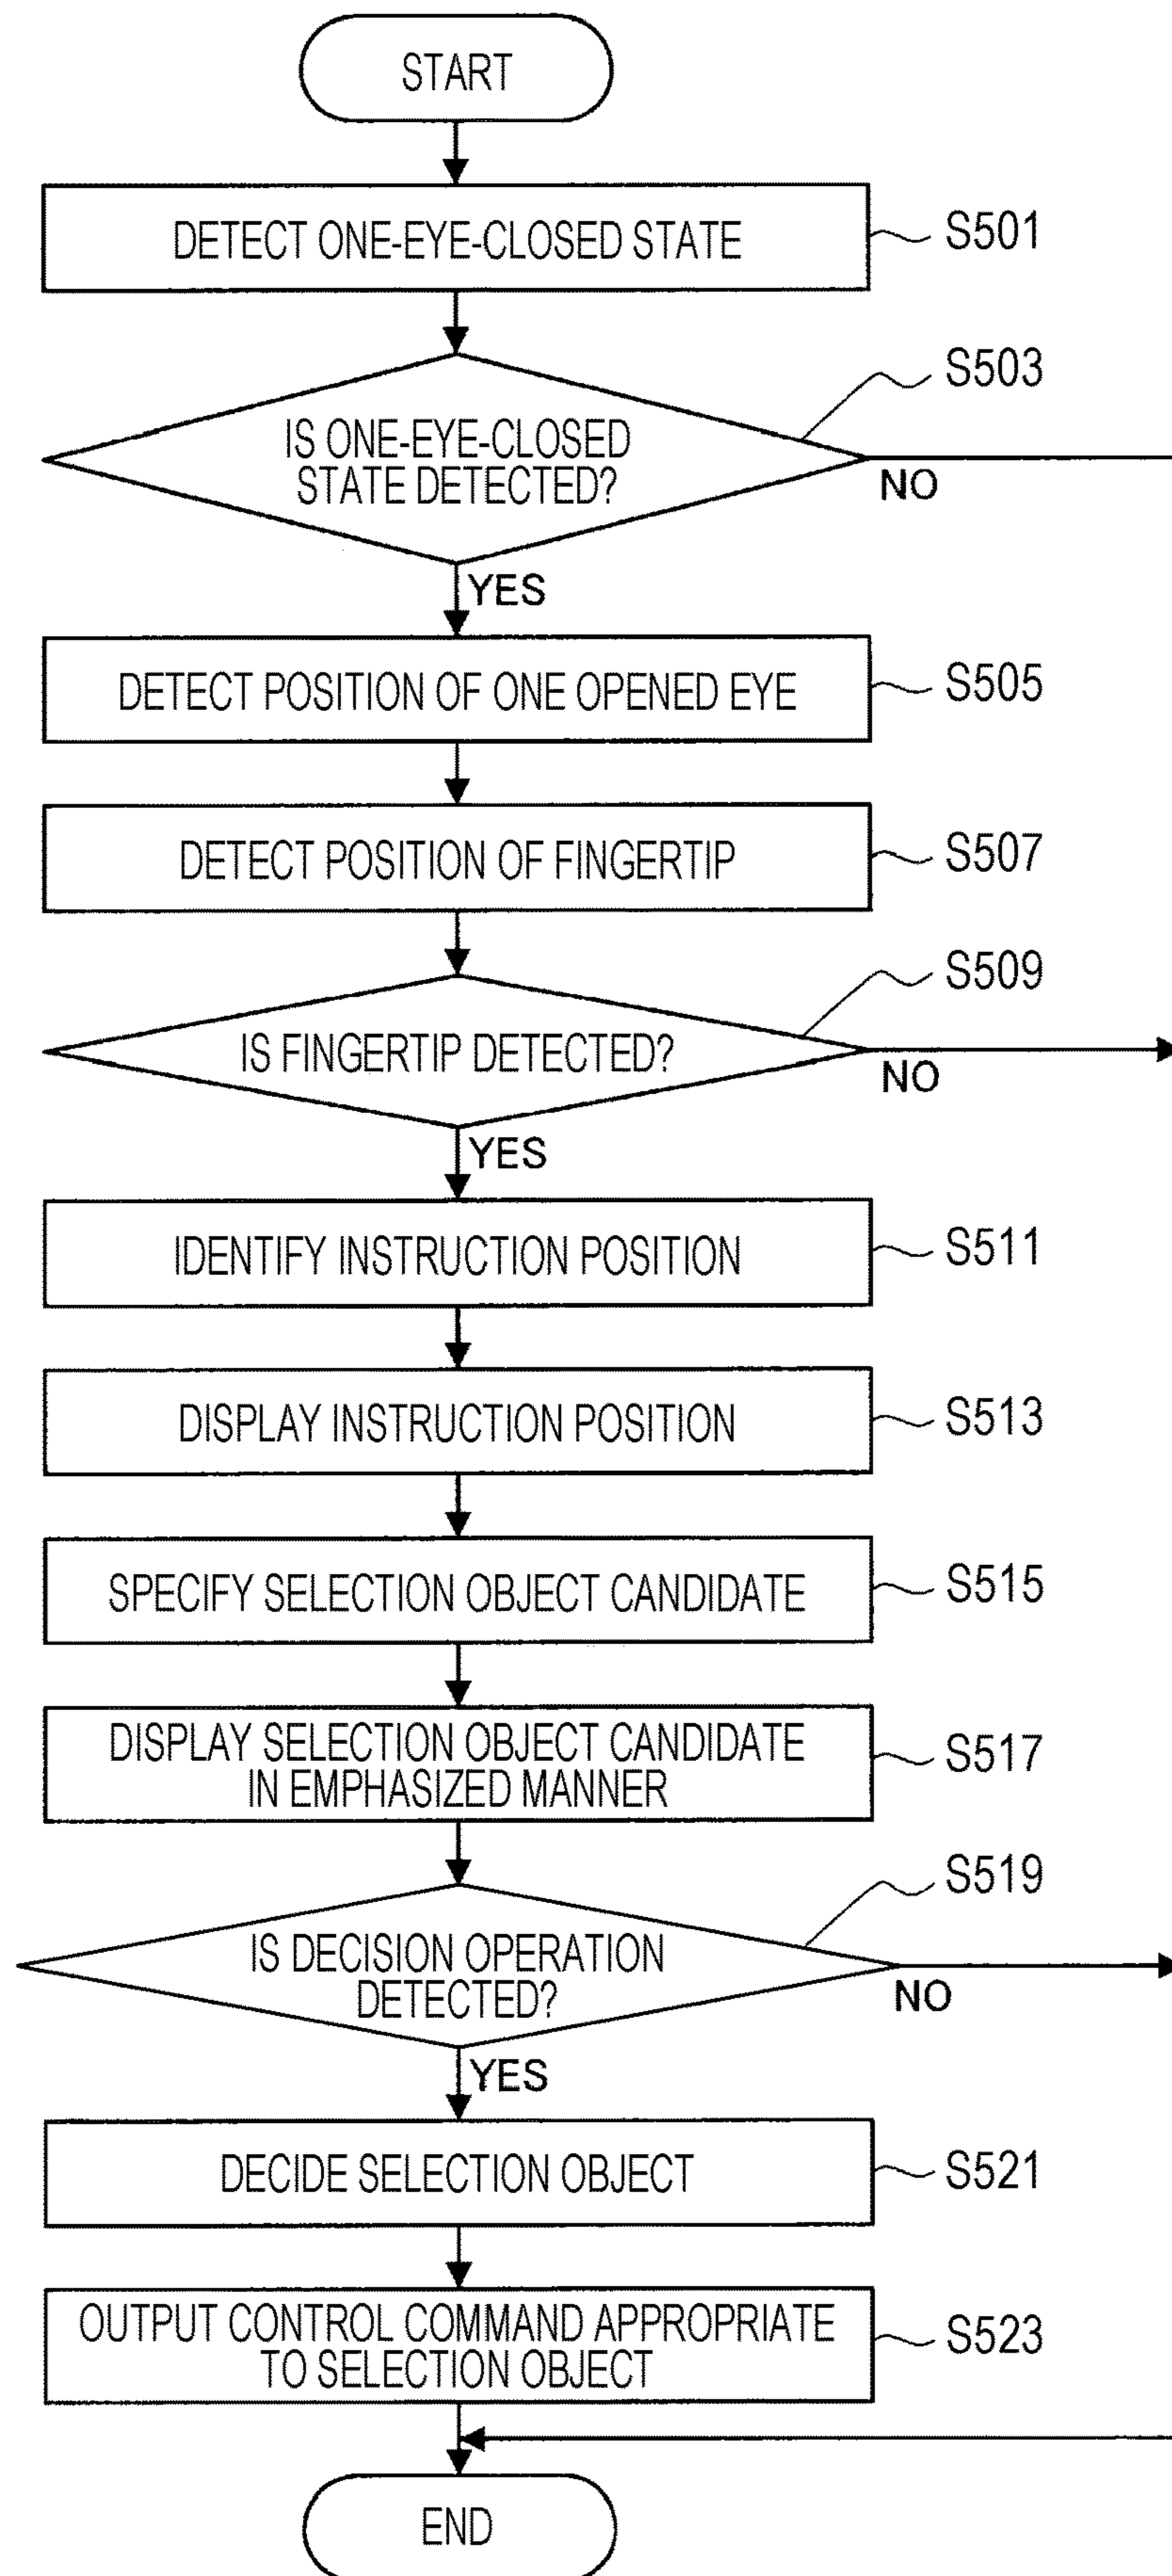 START
DETECT ONE-EYE-CLOSED STATE
S501
S503
IS ONE-EYE-CLOSED
STATE DETECTED?
NO
YES
DETECT POSITION OF ONE OPENED EYE
S505
DETECT POSITION OF FINGERTIP
S507
S509
IS FINGERTIP DETECTED?
NO
YES
IDENTIFY INSTRUCTION POSITION
S511
DISPLAY INSTRUCTION POSITION
S513
SPECIFY SELECTION OBJECT CANDIDATE
S515
DISPLAY SELECTION OBJECT CANDIDATE
IN EMPHASIZED MANNER
S517
S519
IS DECISION OPERATION
DETECTED?
NO
YES
DECIDE SELECTION OBJECT
S521
OUTPUT CONTROL COMMAND APPROPRIATE
TO SELECTION OBJECT
S523
END